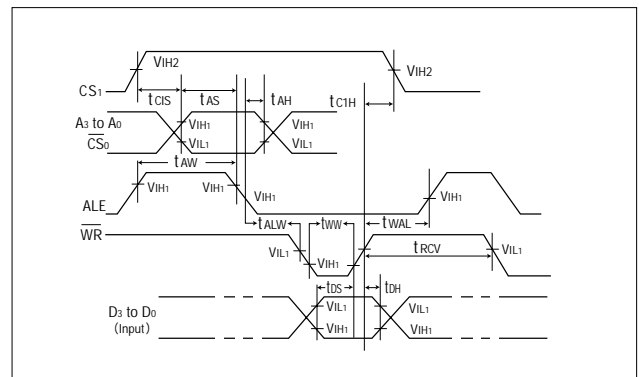 VIH2 VIH2
CS1
tCIS tAS tAH tC1H
A3 to A0 VIH1 VIH1
CS0 VIL1 VIL1
tAW
ALE VIH1 VIH1 VIH1 VIH1
tALW tWW tWAL
WR
VIL1 VIH1 tRCV VIL1
tDS tDH
D3 to D0 VIL1 VIL1
(Input) VIH1 VIH1